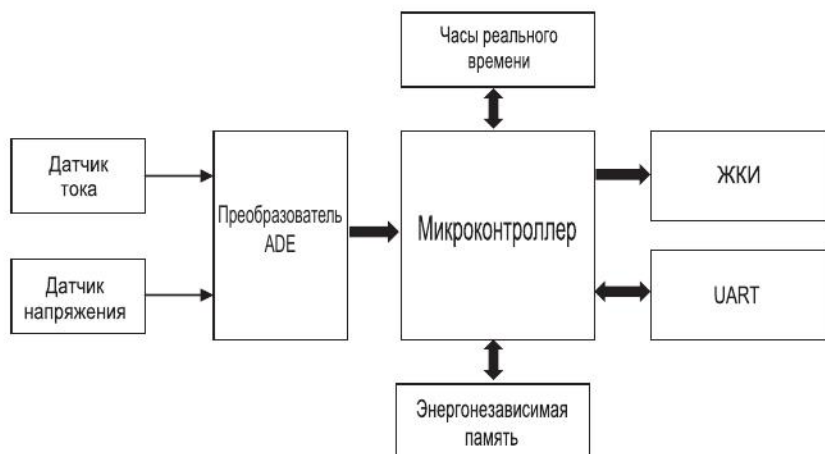 Часы реального
времени
Датчик
тока
Преобразователь
ADE
Микроконтроллер
ЖКИ
Датчик
напряжения
UART
Энергонезависимая
память